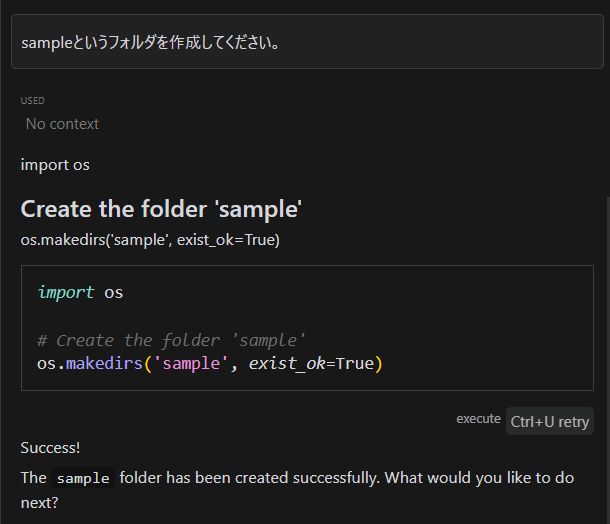 sampleというフォルダを作成してください。
USED
No context
import os
Create the folder 'sample'
os.makedirs('sample', exist_ok=True)
import os
# Create the folder 'sample'
os.makedirs('sample', exist_ok=True)
execute Ctrl+U retry
Success!
The sample folder has been created successfully. What would you like to do
next?